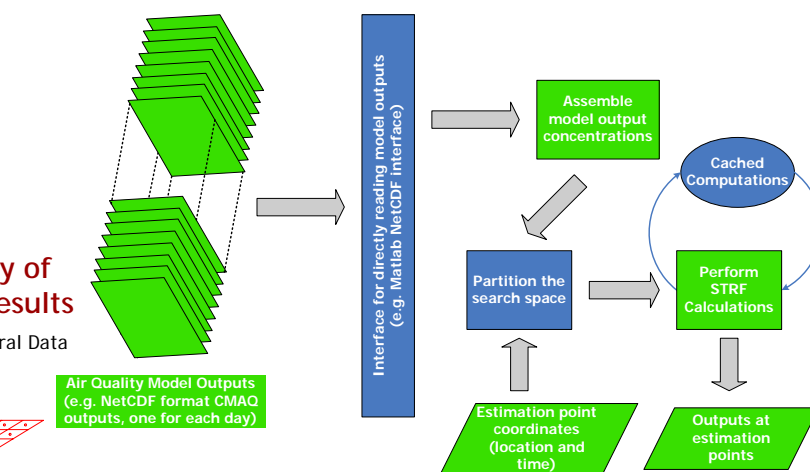 Interface for directly reading model outputs
(e.g. Matlab NetCDF interface)
Assemble
model output
concentrations
Cached
Computations
y of
esults
ral Data
Partition the
search space
Perform
STRF
Calculations
Air Quality Model Outputs
(e.g. NetCDF format CMAQ
outputs, one for each day)
Estimation point
coordinates
(location and
time)
Outputs at
estimation
points